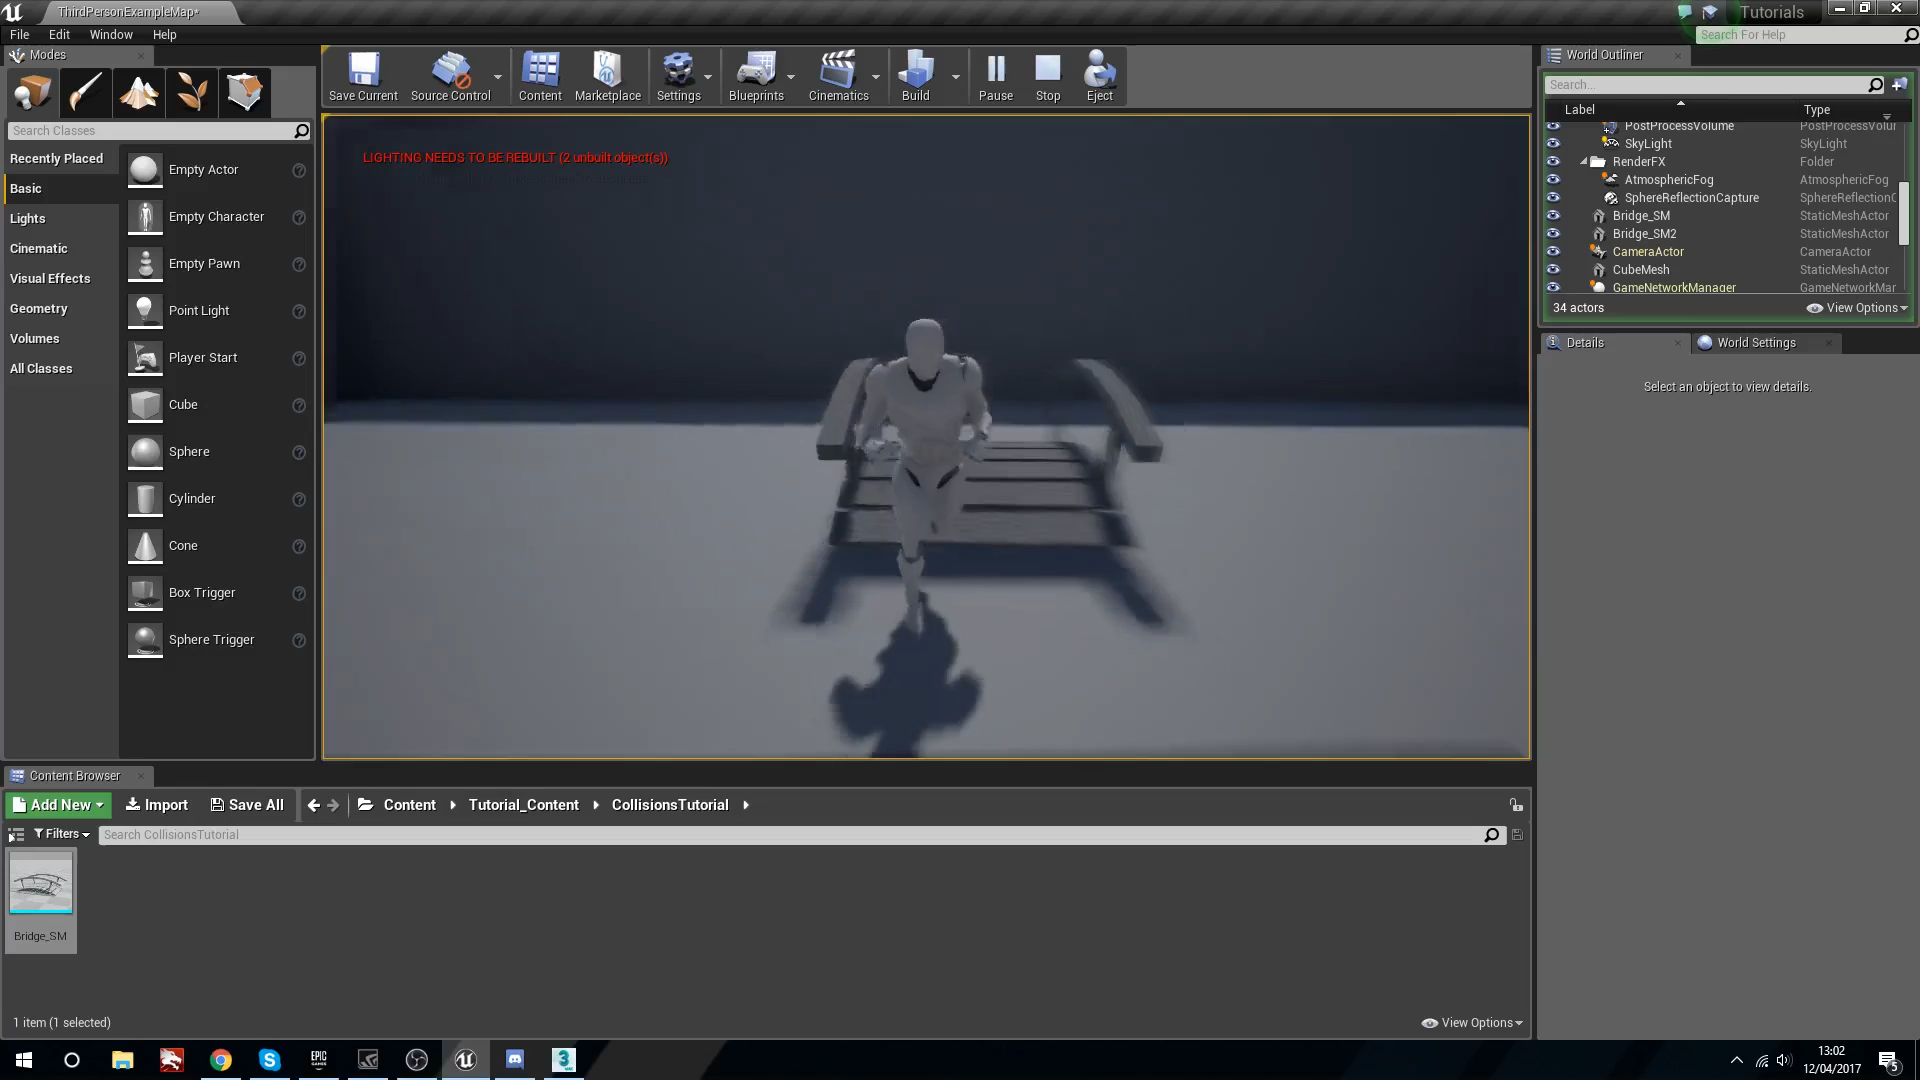 ThirdPersonExampleMap*
Tutorials
File Edit Window Help
Search For Help
Modes
Save Current Source Control Content Marketplace Settings Blueprints Cinematics Build Pause Stop Eject
Search Classes
Recently Placed
Basic
Lights
Cinematic
Visual Effects
Geometry
Volumes
All Classes
Empty Actor
Empty Character
Empty Pawn
Point Light
Player Start
Cube
Sphere
Cylinder
Cone
Box Trigger
Sphere Trigger
LIGHTING NEEDS TO BE REBUILT (2 unbuilt object(s))
World Outliner
Search...
Label Type
PostProcessVolume PostProcessVolur
SkyLight SkyLight
RenderFX Folder
AtmosphericFog AtmosphericFog
SphereReflectionCapture SphereReflectionC
Bridge_SM StaticMeshActor
Bridge_SM2 StaticMeshActor
CameraActor CameraActor
CubeMesh StaticMeshActor
GameNetworkManager GameNetworkMar
34 actors View Options
Details World Settings
Select an object to view details.
Content Browser
Add New Import Save All Content Tutorial_Content CollisionsTutorial
Filters Search CollisionsTutorial
Bridge_SM
1 item (1 selected) View Options
EPIC GAMES
3
13:02
12/04/2017
5